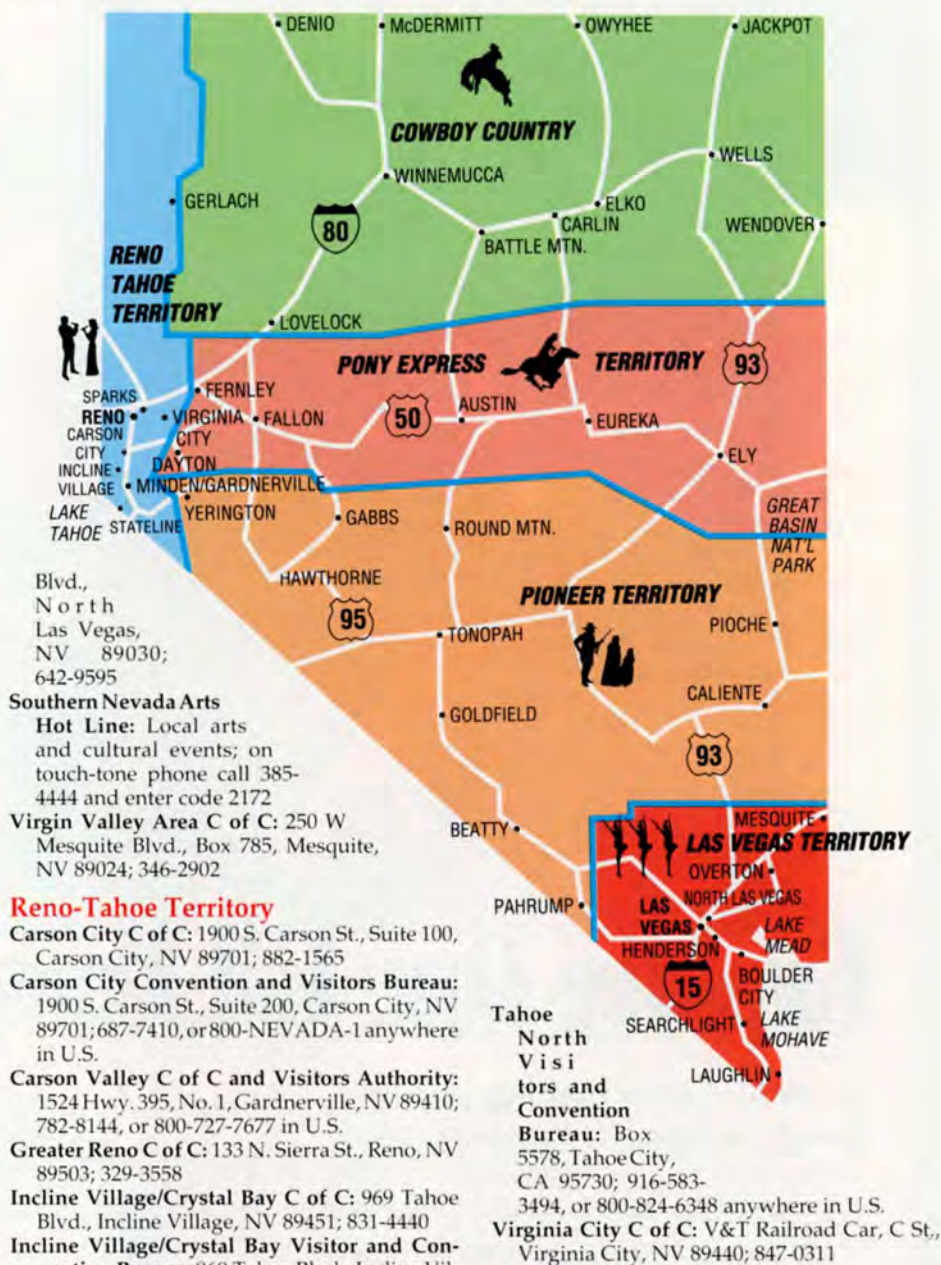 DENIO
McDERMITT
OWYHEE
JACKPOT
COWBOY COUNTRY
WELLS
WINNEMUCCA
GERLACH
ELKO
CARLIN
WENDOVER
80
BATTLE MTN.
RENO
TAHOE
TERRITORY
LOVELOCK
PONY EXPRESS
TERRITORY
93
SPARKS
FERNLEY
RENO
VIRGINIA
CITY
FALLON
50
AUSTIN
EUREKA
CARSON
CITY
DAYTON
ELY
INCLINE
VILLAGE
MINDEN/GARDNERVILLE
LAKE
TAHOE
STATELINE
YERINGTON
GABBS
ROUND MTN.
GREAT
BASIN
NAT'L
PARK
HAWTHORNE
95
PIONEER TERRITORY
TONOPAH
PIOCHE
CALIENTE
GOLDFIELD
93
BEATTY
MESQUITE
LAS VEGAS TERRITORY
OVERTON
PAHRUMP
LAS
VEGAS
NORTH LAS VEGAS
LAKE
MEAD
HENDERSON
15
BOULDER
CITY
SEARCHLIGHT
LAKE
MOHAVE
LAUGHLIN
Blvd.,
North
Las Vegas,
NV 89030;
642-9595
Southern Nevada Arts
Hot Line: Local arts
and cultural events; on
touch-tone phone call 385-
4444 and enter code 2172
Virgin Valley Area C of C: 250 W
Mesquite Blvd., Box 785, Mesquite,
NV 89024; 346-2902
Reno-Tahoe Territory
Carson City C of C: 1900 S. Carson St., Suite 100,
Carson City, NV 89701; 882-1565
Carson City Convention and Visitors Bureau:
1900 S. Carson St., Suite 200, Carson City, NV
89701; 687-7410, or 800-NEVADA-1 anywhere
in U.S.
Carson Valley C of C and Visitors Authority:
1524 Hwy. 395, No. 1, Gardnerville, NV 89410;
782-8144, or 800-727-7677 in U.S.
Greater Reno C of C: 133 N. Sierra St., Reno, NV
89503; 329-3558
Incline Village/Crystal Bay C of C: 969 Tahoe
Blvd., Incline Village, NV 89451; 831-4440
Incline Village/Crystal Bay Visitor and Con-
Tahoe
North
Visi
tors and
Convention
Bureau: Box
5578, Tahoe City,
CA 95730; 916-583-
3494, or 800-824-6348 anywhere in U.S.
Virginia City C of C: V&T Railroad Car, C St.,
Virginia City, NV 89440; 847-0311